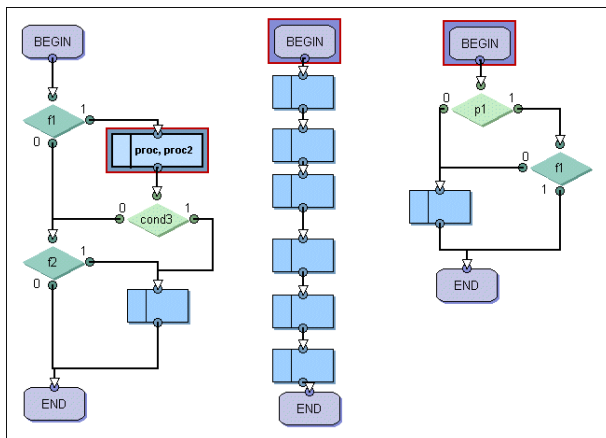 BEGIN
f1
1
0
proc, proc2
0
cond3
1
f2
1
0
END
BEGIN
END
BEGIN
0
p1
1
0
f1
1
END